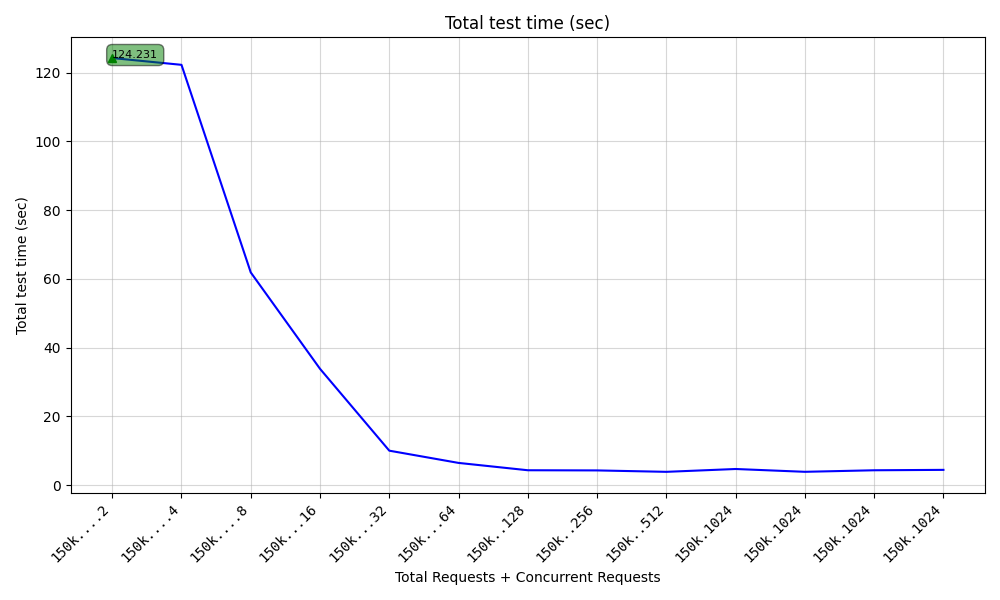 Total test time (sec)
124.231
120
100
80
60
40
20
0
Total test time (sec)
150k....2
150k....4
150k....8
150k...16
150k...32
150k...64
150k..128
150k..256
150k..512
150k.1024
150k.1024
150k.1024
150k.1024
Total Requests + Concurrent Requests